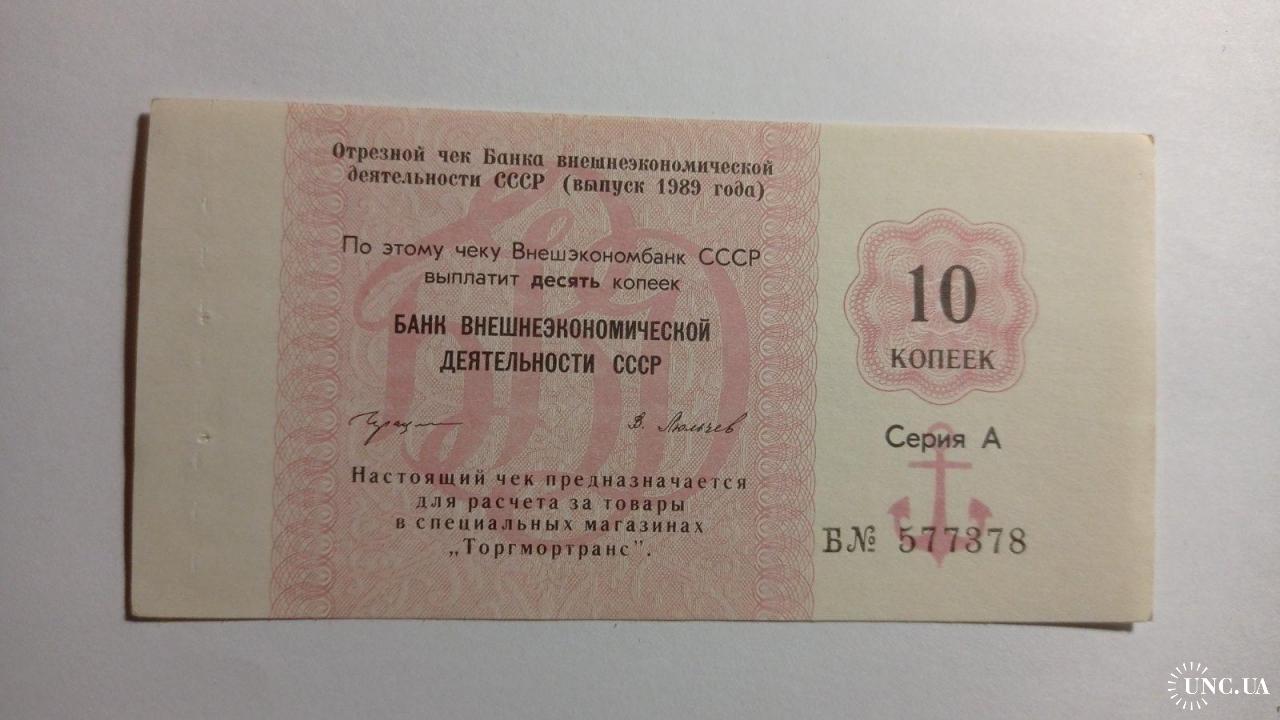 Отрезной чек Банка внешнеэкономической
деятельности СССР (выпуск 1989 года)
По этому чеку Внешэкономбанк СССР
выплатит десять копеек
БАНК ВНЕШНЕЭКОНОМИЧЕСКОЙ
ДЕЯТЕЛЬНОСТИ СССР
Настоящий чек предназначается
для расчета за товары
в специальных магазинах
„Торгмортранс".
10
КОПЕЕК
Серия А
Б№ 577378
UNC.UA